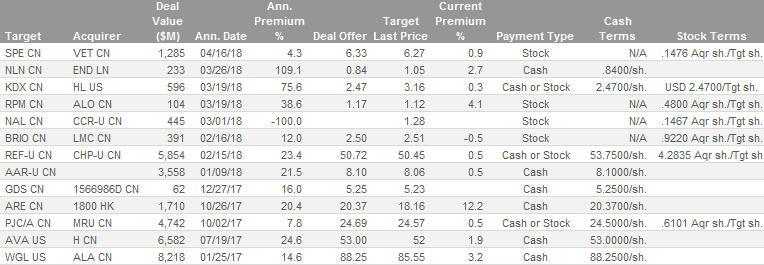 Target Acquirer Deal Value ($M) Ann. Date Ann. Premium % Deal Offer Target Last Price Current Premium % Payment Type Cash Terms Stock Terms
SPE CN VET CN 1,285 04/16/18 4.3 6.33 6.27 0.9 Stock N/A .1476 Aqr sh./Tgt sh.
NLN CN END LN 233 03/26/18 109.1 0.84 1.05 2.7 Cash .8400/sh.
KDX CN HL US 596 03/19/18 75.6 2.47 3.16 0.3 Cash or Stock 2.4700/sh. USD 2.4700/Tgt sh.
RPM CN ALO CN 104 03/19/18 38.6 1.17 1.12 4.1 Stock N/A .4800 Aqr sh./Tgt sh.
NAL CN CCR-U CN 445 03/01/18 -100.0 1.28 Stock N/A .1467 Aqr sh./Tgt sh.
BRIO CN LMC CN 391 02/16/18 12.0 2.50 2.51 -0.5 Stock N/A .9220 Aqr sh./Tgt sh.
REF-U CN CHP-U CN 5,854 02/15/18 23.4 50.72 50.45 0.5 Cash or Stock 53.7500/sh. 4.2835 Aqr sh./Tgt sh
AAR-U CN 3,558 01/09/18 21.5 8.10 8.06 0.5 Cash 8.1000/sh.
GDS CN 1566986D CN 62 12/27/17 16.0 5.25 5.23 Cash 5.2500/sh.
ARE CN 1800 HK 1,710 10/26/17 20.4 20.37 18.16 12.2 Cash 20.3700/sh.
PJC/A CN MRU CN 4,742 10/02/17 7.8 24.69 24.57 0.5 Cash or Stock 24.5000/sh. .6101 Aqr sh./Tgt sh.
AVA US H CN 6,582 07/19/17 24.6 53.00 52 1.9 Cash 53.0000/sh.
WGL US ALA CN 8,218 01/25/17 14.6 88.25 85.55 3.2 Cash 88.2500/sh.